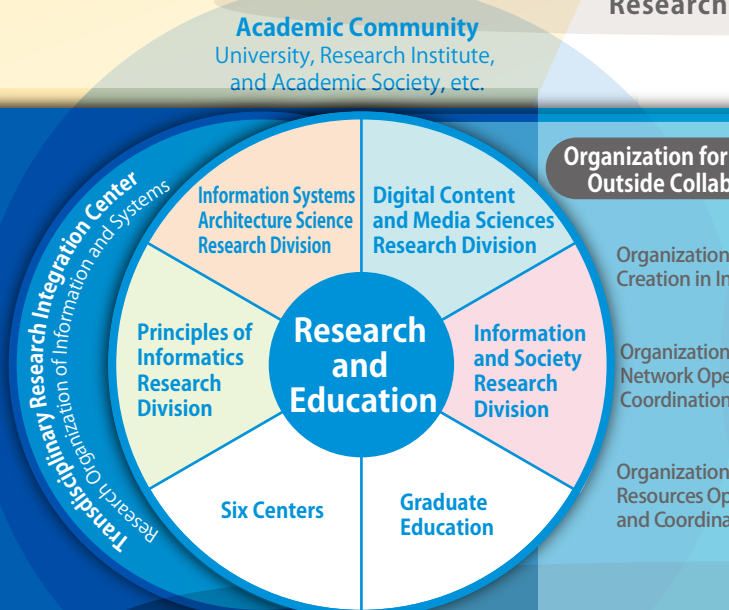 Research
Academic Community
University, Research Institute,
and Academic Society, etc.
Transdisciplinary Research Integration Center
Research Organization of Information and Systems
Information Systems
Architecture Science
Research Division
Digital Content
and Media Sciences
Research Division
Principles of
Informatics
Research
Division
Research
and
Education
Information
and Society
Research
Division
Six Centers
Graduate
Education
Organization for
Outside Collab
Organization
Creation in In
Organization
Network Ope
Coordination
Organization
Resources Op
and Coordina